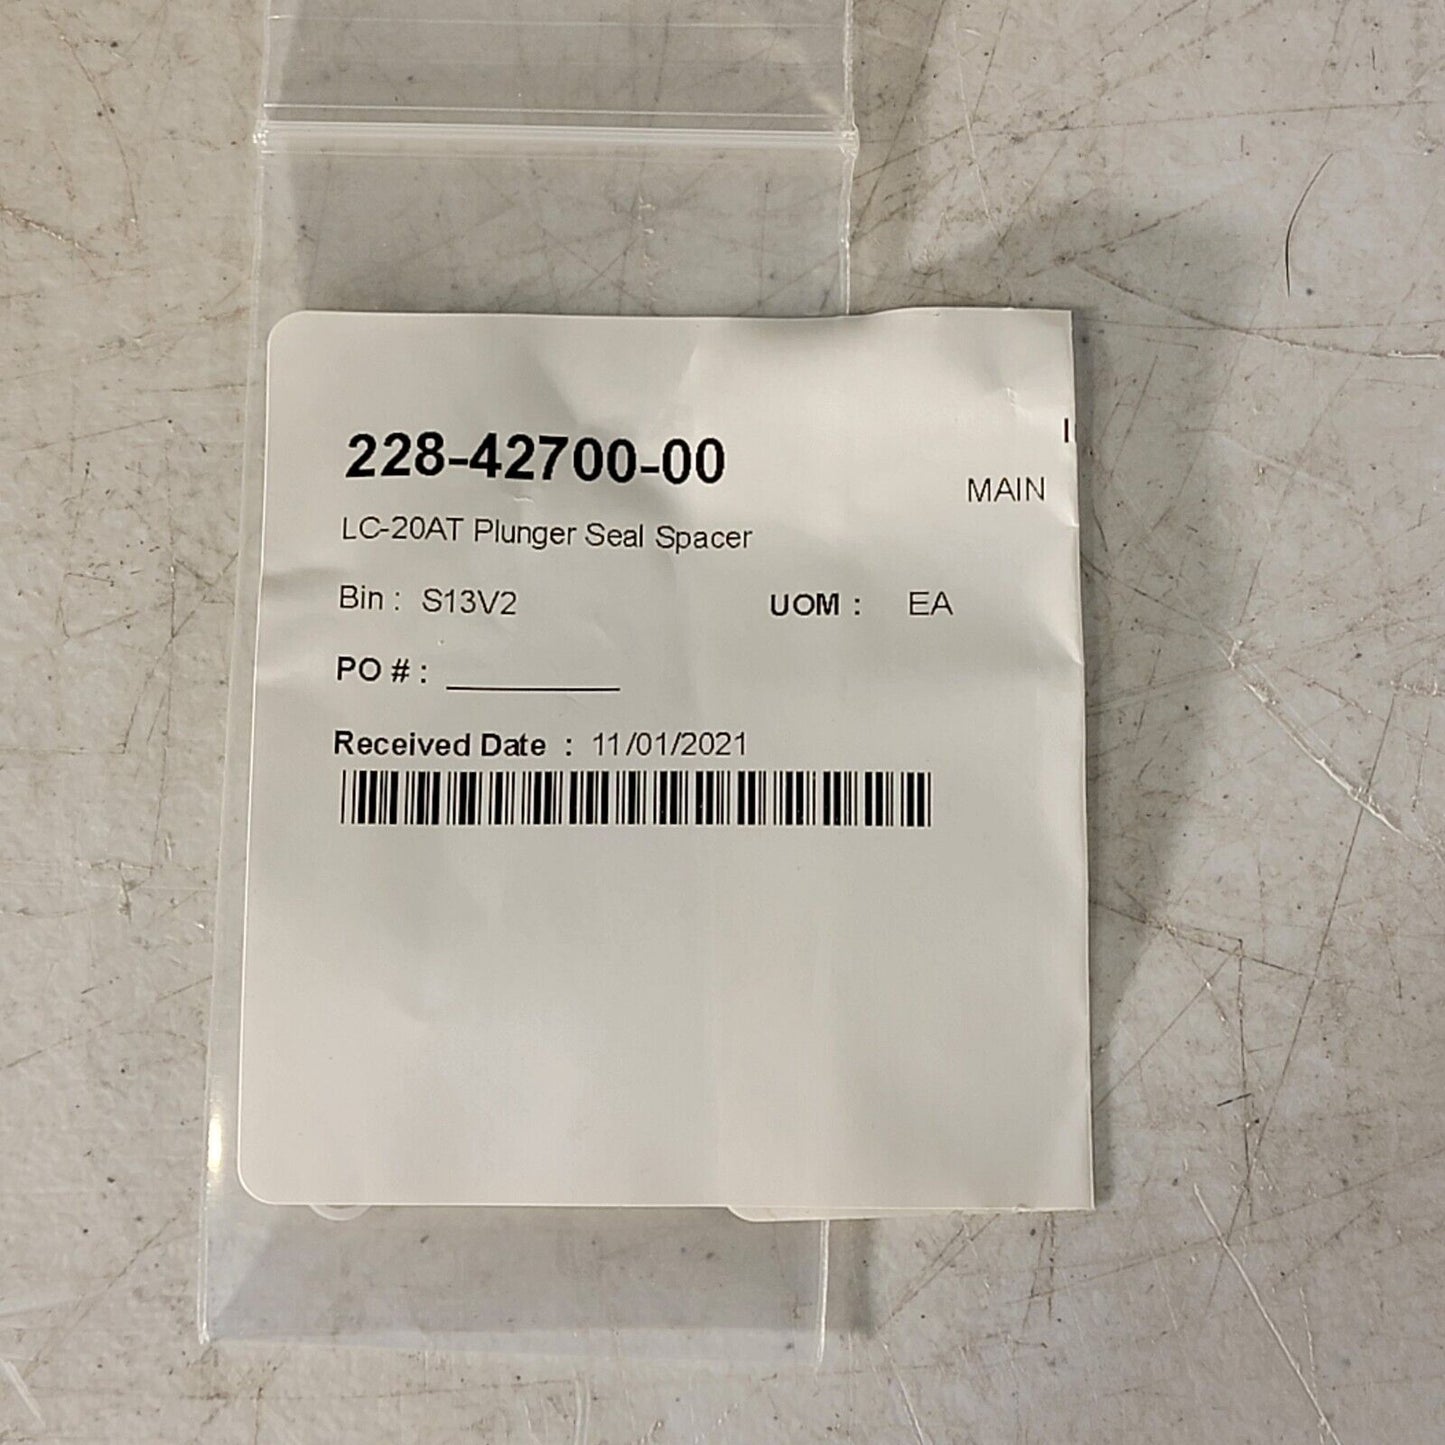 228-42700-00
MAIN
LC-20AT Plunger Seal Spacer
Bin : S13V2 UOM : EA
PO # : __________
Received Date : 11/01/2021